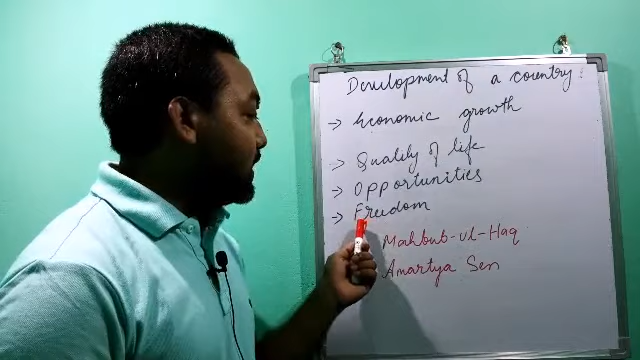 Development of a country:
→ Economic growth
→ Quality of life
→ Opportunities
→ Freedom
Mahbub-ul-Haq
Amartya Sen